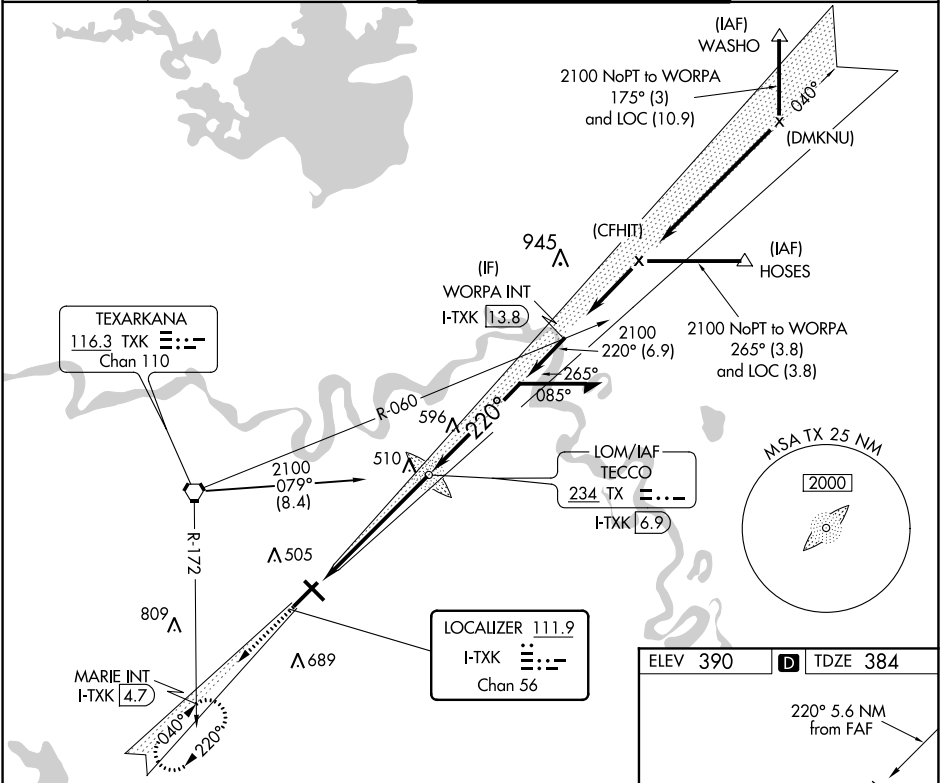 (IAF)
WASHO
2100 NoPT to WORPA
175° (3)
and LOC (10.9)
040°
(DMKNU)
(CFHIT)
945
(IAF)
HOSES
(IF)
WORPA INT
I-TXK 13.8
2100 NoPT to WORPA
265° (3.8)
and LOC (3.8)
2100
220° (6.9)
TEXARKANA
116.3 TXK
Chan 110
265°
085°
R-060
596
220°
510
2100
079°
(8.4)
LOM/IAF
TECCO
234 TX
I-TXK 6.9
MSA TX 25 NM
2000
R-172
505
809
689
LOCALIZER 111.9
I-TXK
Chan 56
MARIE INT
I-TXK 4.7
040°
220°
ELEV 390 D TDZE 384
220° 5.6 NM
from FAF